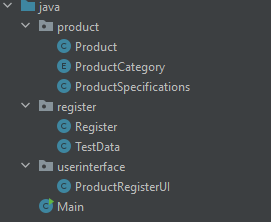 java
product
C Product
E ProductCategory
C ProductSpecifications
register
C Register
C TestData
userinterface
C ProductRegisterUI
C Main